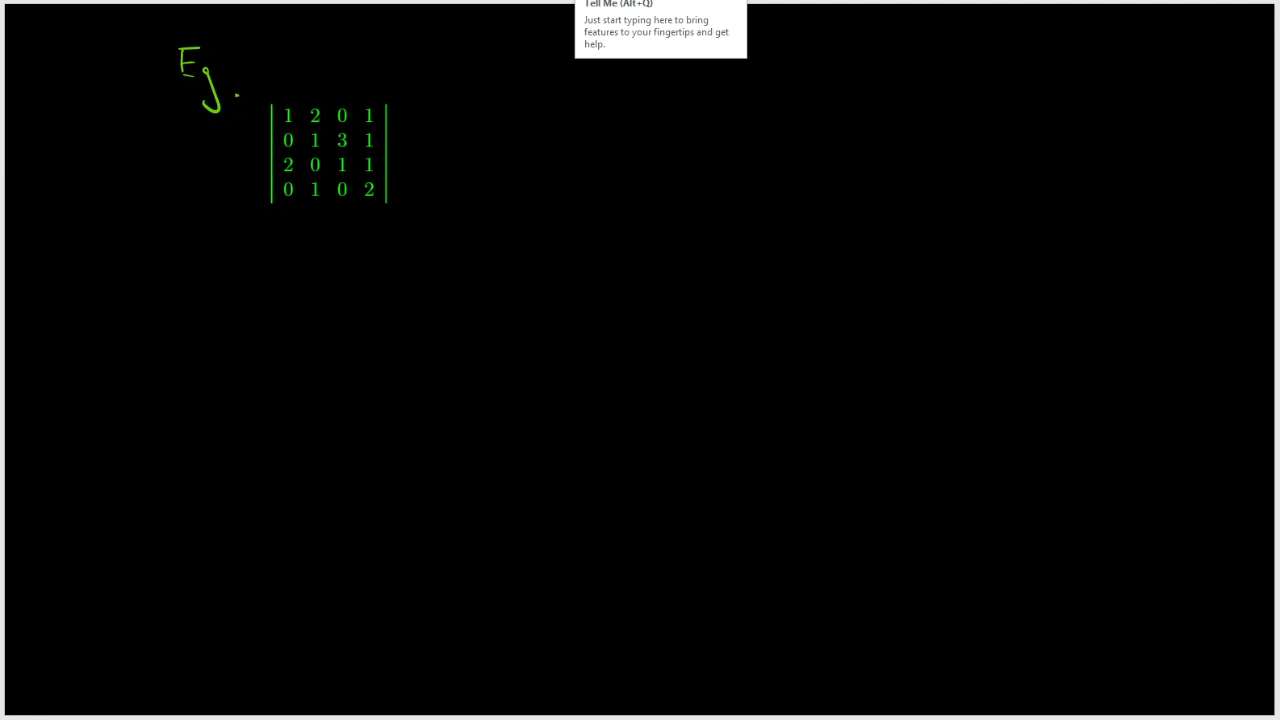 Tell Me (Alt+Q)
Just start typing here to bring
features to your fingertips and get
help.
Eg.
1 2 0 1
0 1 3 1
2 0 1 1
0 1 0 2